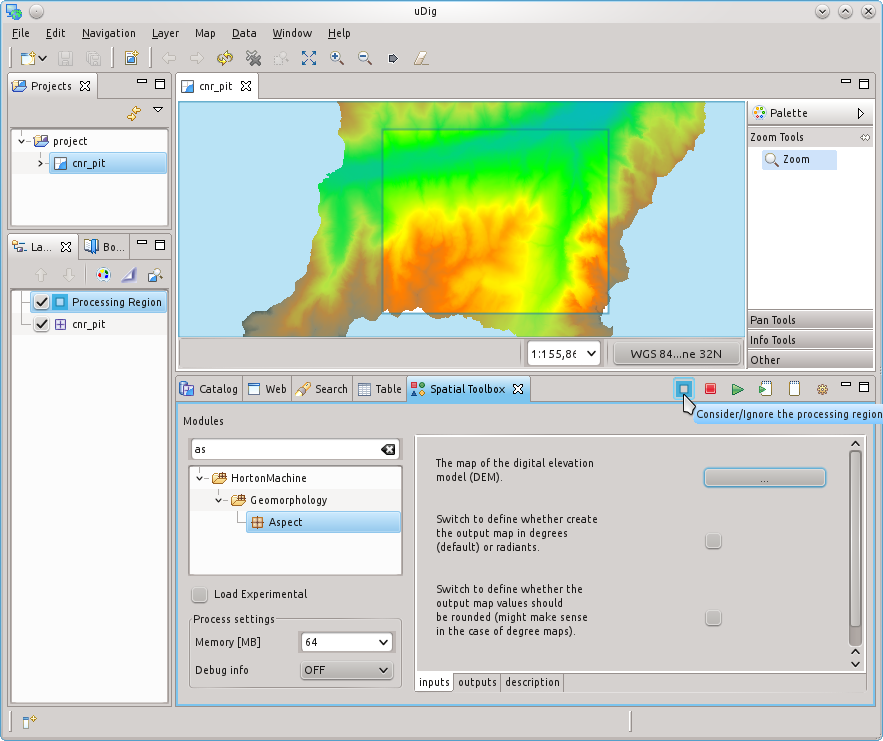 uDig
File Edit Navigation Layer Map Data Window Help
Projects
project
cnr_pit
La... Bo...
Processing Region
cnr_pit
cnr_pit
1:155,86
WGS 84...ne 32N
Palette
Zoom Tools
Zoom
Pan Tools
Info Tools
Other
Catalog Web Search Table Spatial Toolbox
Consider/Ignore the processing region
Modules
as
HortonMachine
Geomorphology
Aspect
Load Experimental
Process settings
Memory [MB] 64
Debug info OFF
The map of the digital elevation
model (DEM).
...
Switch to define whether create
the output map in degrees
(default) or radiants.
Switch to define whether the
output map values should
be rounded (might make sense
in the case of degree maps).
inputs outputs description